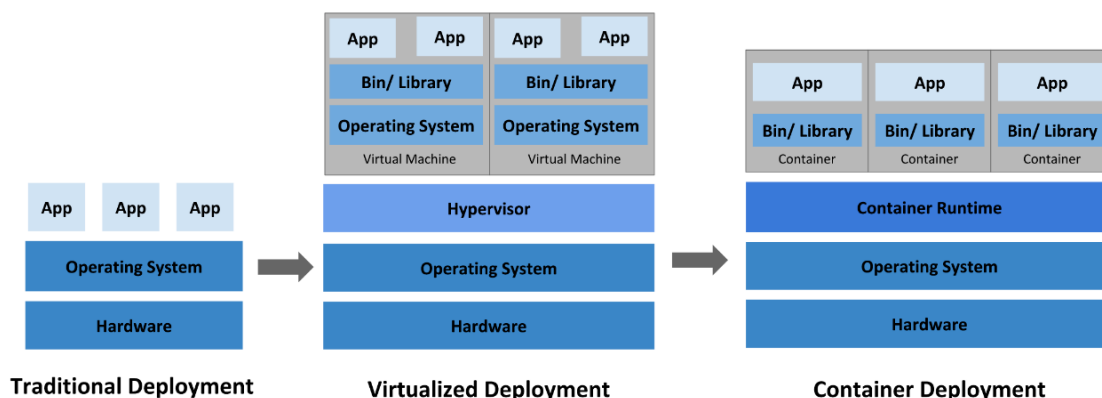 App App App
Operating System
Hardware
Traditional Deployment
App App App App
Bin/ Library Bin/ Library
Operating System Operating System
Virtual Machine Virtual Machine
Hypervisor
Operating System
Hardware
Virtualized Deployment
App App App
Bin/ Library Bin/ Library Bin/ Library
Container Container Container
Container Runtime
Operating System
Hardware
Container Deployment